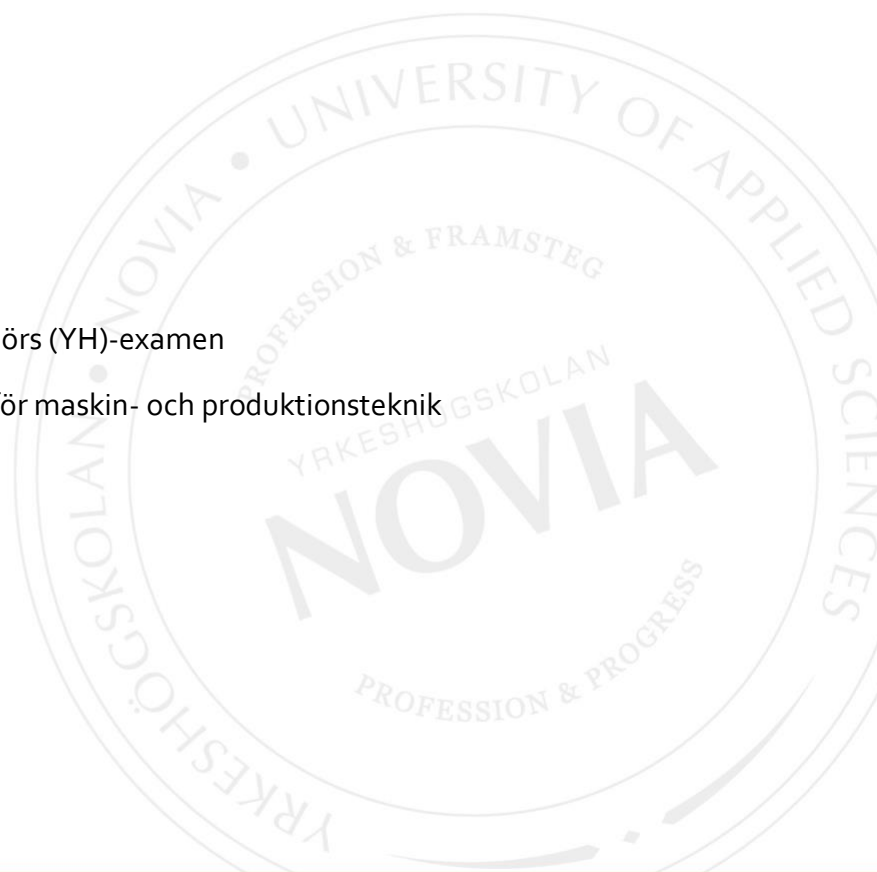 YRKESHÖGSKOLAN • NOVIA • UNIVERSITY OF APPLIED SCIENCES
PROFESSION & FRAMSTEG
örs (YH)-examen
ör maskin- och produktionsteknik
YRKESHÖGSKOLAN
NOVIA
PROFESSION & PROGRESS